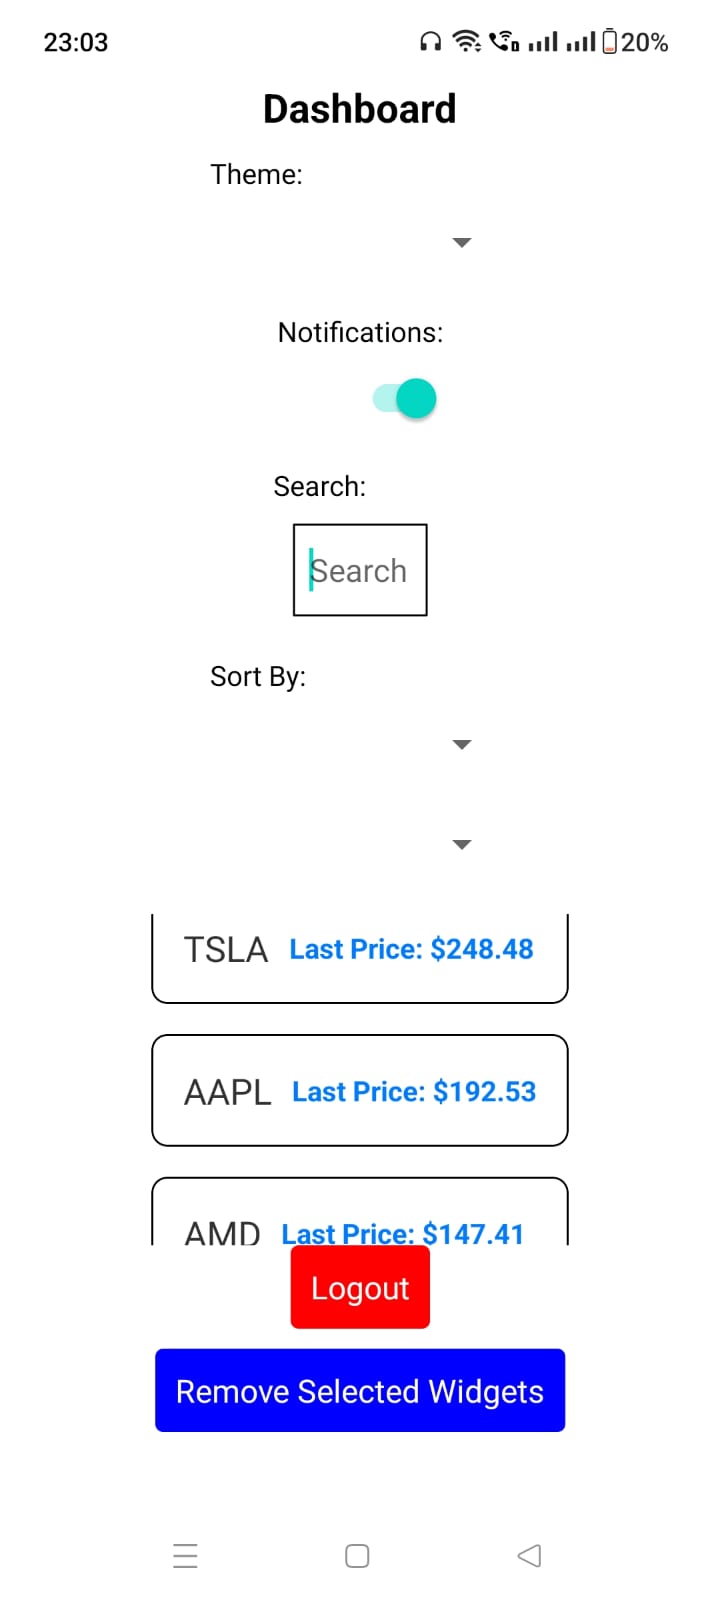 23:03 20%
Dashboard
Theme:
Notifications:
Search:
Search
Sort By:
TSLA Last Price: $248.48
AAPL Last Price: $192.53
AMD Last Price: $147.41
Logout
Remove Selected Widgets